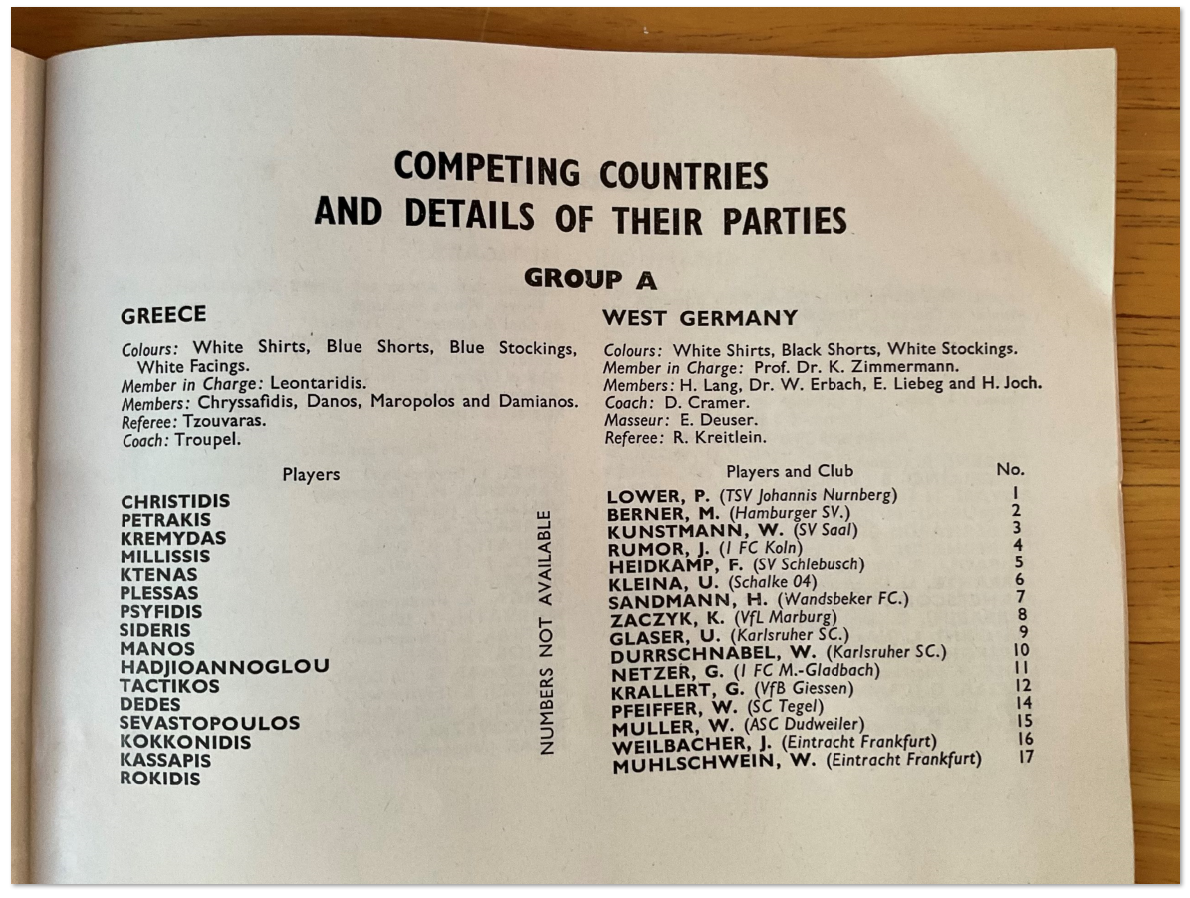 COMPETING COUNTRIES
AND DETAILS OF THEIR PARTIES
GROUP A
GREECE
Colours: White Shirts, Blue Shorts, Blue Stockings,
White Facings.
Member in Charge: Leontaridis.
Members: Chryssafidis, Danos, Maropolos and Damianos.
Referee: Tzouvaras.
Coach: Troupel.
Players
CHRISTIDIS
PETRAKIS
KREMYDAS
MILLISSIS
KTENAS
PLESSAS
PSYFIDIS
SIDERIS
MANOS
HADJIOANNOGLOU
TACTIKOS
DEDES
SEVASTOPOULOS
KOKKONIDIS
KASSAPIS
ROKIDIS
NUMBERS NOT AVAILABLE
WEST GERMANY
Colours: White Shirts, Black Shorts, White Stockings.
Member in Charge: Prof. Dr. K. Zimmermann.
Members: H. Lang, Dr. W. Erbach, E. Liebeg and H. Joch.
Coach: D. Cramer.
Masseur: E. Deuser.
Referee: R. Kreitlein.
Players and Club No.
LOWER, P. (TSV Johannis Nurnberg) 1
BERNER, M. (Hamburger SV.) 2
KUNSTMANN, W. (SV Saal) 3
RUMOR, J. (I FC Koln) 4
HEIDKAMP, F. (SV Schlebusch) 5
KLEINA, U. (Schalke 04) 6
SANDMANN, H. (Wandsbeker FC.) 7
ZACZYK, K. (VfL Marburg) 8
GLASER, U. (Karlsruher SC.) 9
DURRSCHNABEL, W. (Karlsruher SC.) 10
NETZER, G. (I FC M.-Gladbach) 11
KRALLERT, G. (VfB Giessen) 12
PFEIFFER, W. (SC Tegel) 14
MULLER, W. (ASC Dudweiler) 15
WEILBACHER, J. (Eintracht Frankfurt) 16
MUHLSCHWEIN, W. (Eintracht Frankfurt) 17